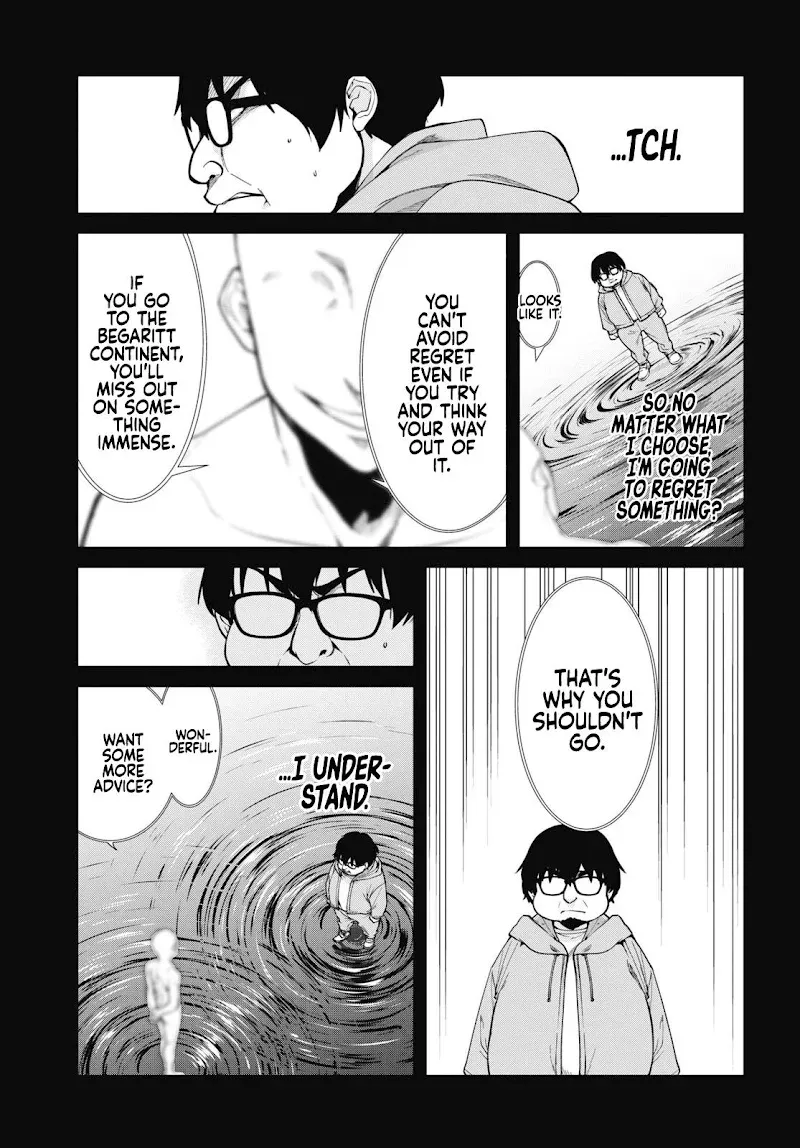 ...TCH.
LOOKS
LIKE IT.
SO NO
MATTER WHAT
I CHOOSE,
I'M GOING
TO REGRET
SOMETHING?
YOU
CAN'T
AVOID
REGRET
EVEN IF
YOU TRY
AND THINK
YOUR WAY
OUT OF
IT.
IF
YOU GO
TO THE
BEGARITT
CONTINENT,
YOU'LL
MISS OUT
ON SOME-
THING
IMMENSE.
THAT'S
WHY YOU
SHOULDN'T
GO.
...I UNDER-
STAND.
WON-
DERFUL.
WANT
SOME
MORE
ADVICE?